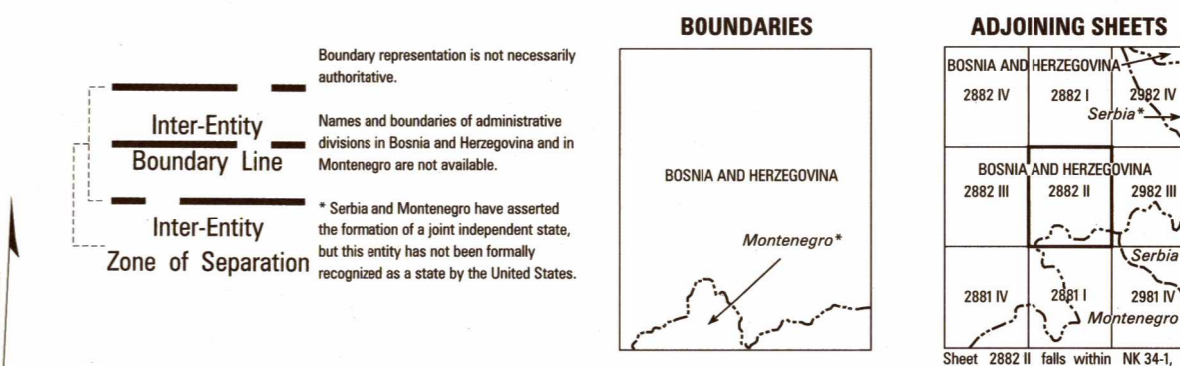 Boundary representation is not necessarily
authoritative.
Inter-Entity
Boundary Line
Names and boundaries of administrative
divisions in Bosnia and Herzegovina and in
Montenegro are not available.
Inter-Entity
Zone of Separation
* Serbia and Montenegro have asserted
the formation of a joint independent state,
but this entity has not been formally
recognized as a state by the United States.
BOUNDARIES
BOSNIA AND HERZEGOVINA
Montenegro*
ADJOINING SHEETS
BOSNIA AND HERZEGOVINA
2882 IV 2882 I 2982 IV
Serbia*
BOSNIA AND HERZEGOVINA
2882 III 2882 II 2982 III
Serbia
2881 IV 2881 I 2981 IV
Montenegro
Sheet 2882 II falls within NK 34-1,